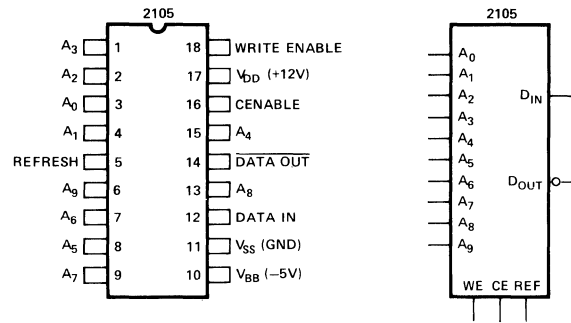 2105
A3 1 18 WRITE ENABLE
A2 2 17 VDD (+12V)
A0 3 16 CENABLE
A1 4 15 A4
REFRESH 5 14 DATA OUT
A9 6 13 A8
A6 7 12 DATA IN
A5 8 11 VSS (GND)
A7 9 10 VBB (−5V)
2105
A0
A1
A2 DIN
A3
A4
A5
A6 DOUT
A7
A8
A9
WE CE REF